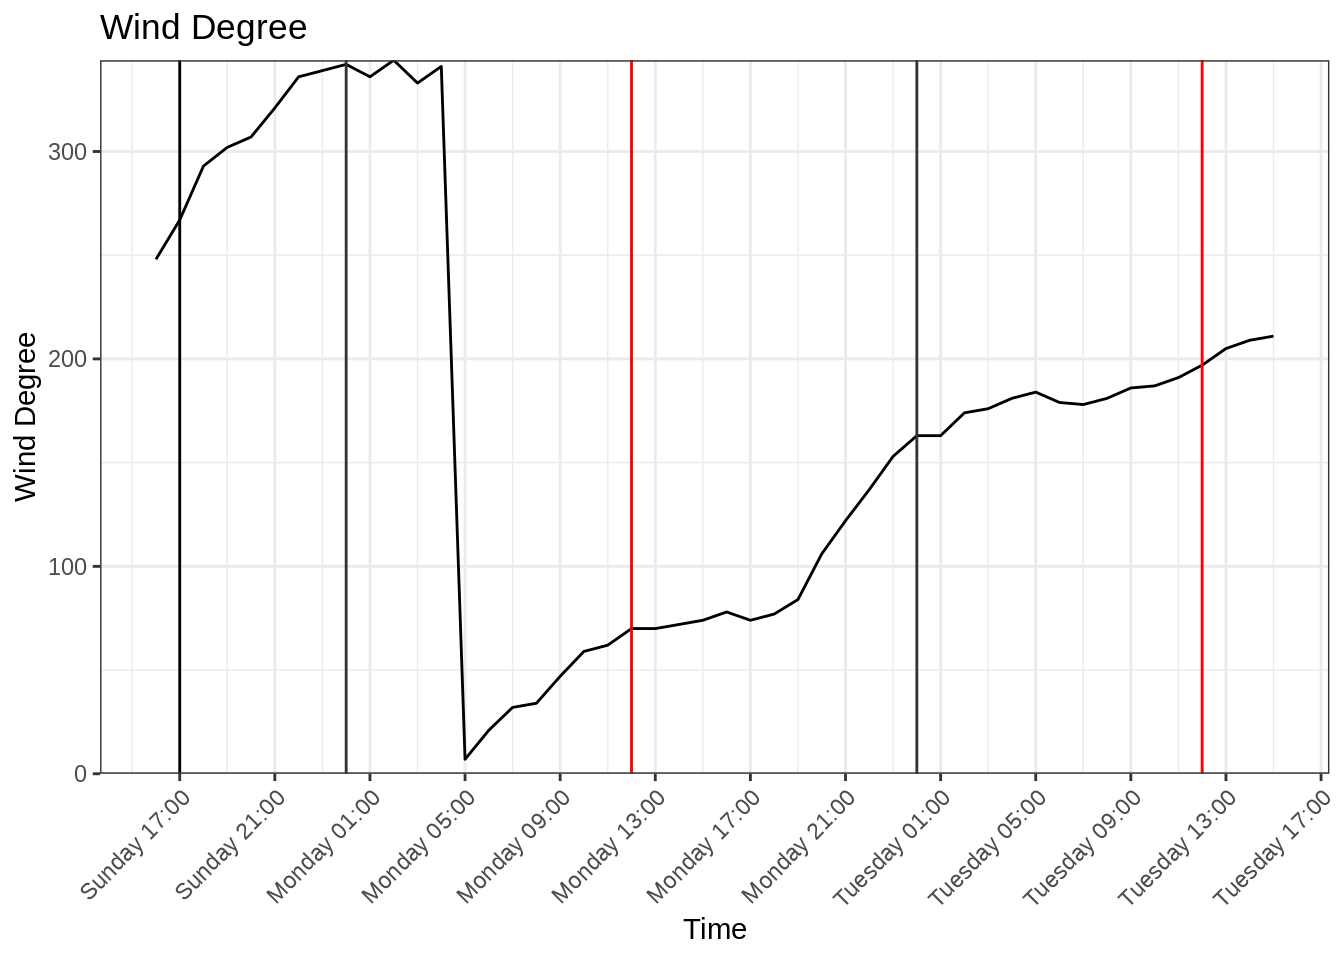 Wind Degree
Wind Degree
300
200
100
0
Sunday 17:00
Sunday 21:00
Monday 01:00
Monday 05:00
Monday 09:00
Monday 13:00
Monday 17:00
Monday 21:00
Tuesday 01:00
Tuesday 05:00
Tuesday 09:00
Tuesday 13:00
Tuesday 17:00
Time